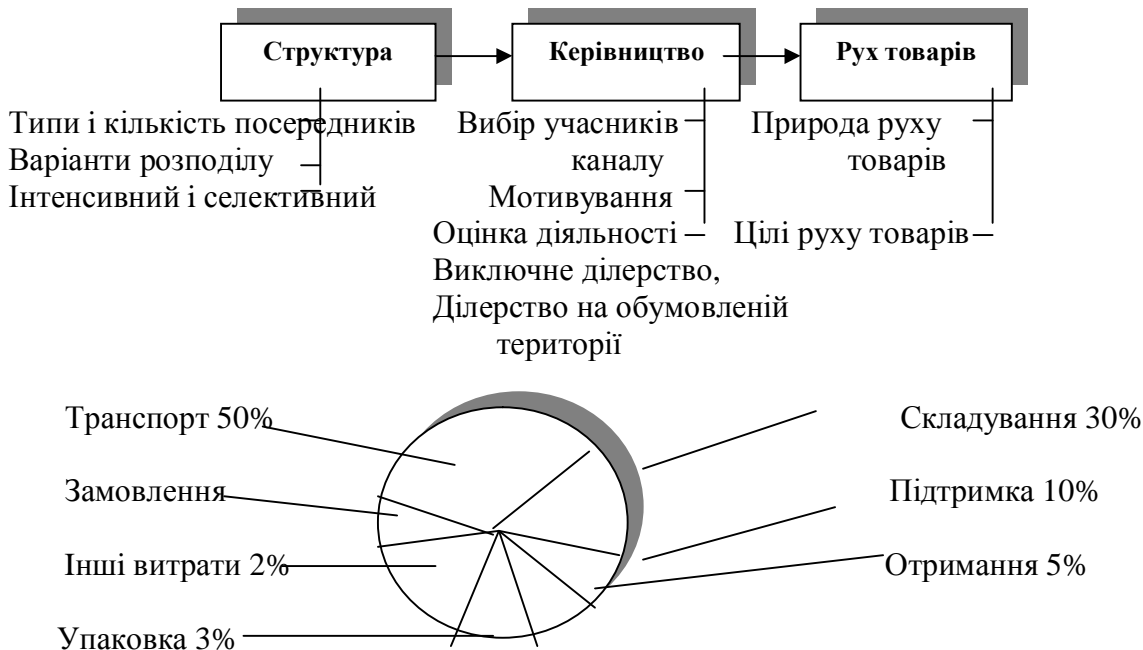 Структура
Керівництво
Рух товарів
Типи і кількість посередників
Варіанти розподілу
Інтенсивний і селективний
Вибір учасників
каналу
Мотивування
Оцінка діяльності
Виключне ділерство,
Ділерство на обумовленій
території
Природа руху
товарів
Цілі руху товарів
Транспорт 50%
Замовлення
Інші витрати 2%
Упаковка 3%
Складування 30%
Підтримка 10%
Отримання 5%